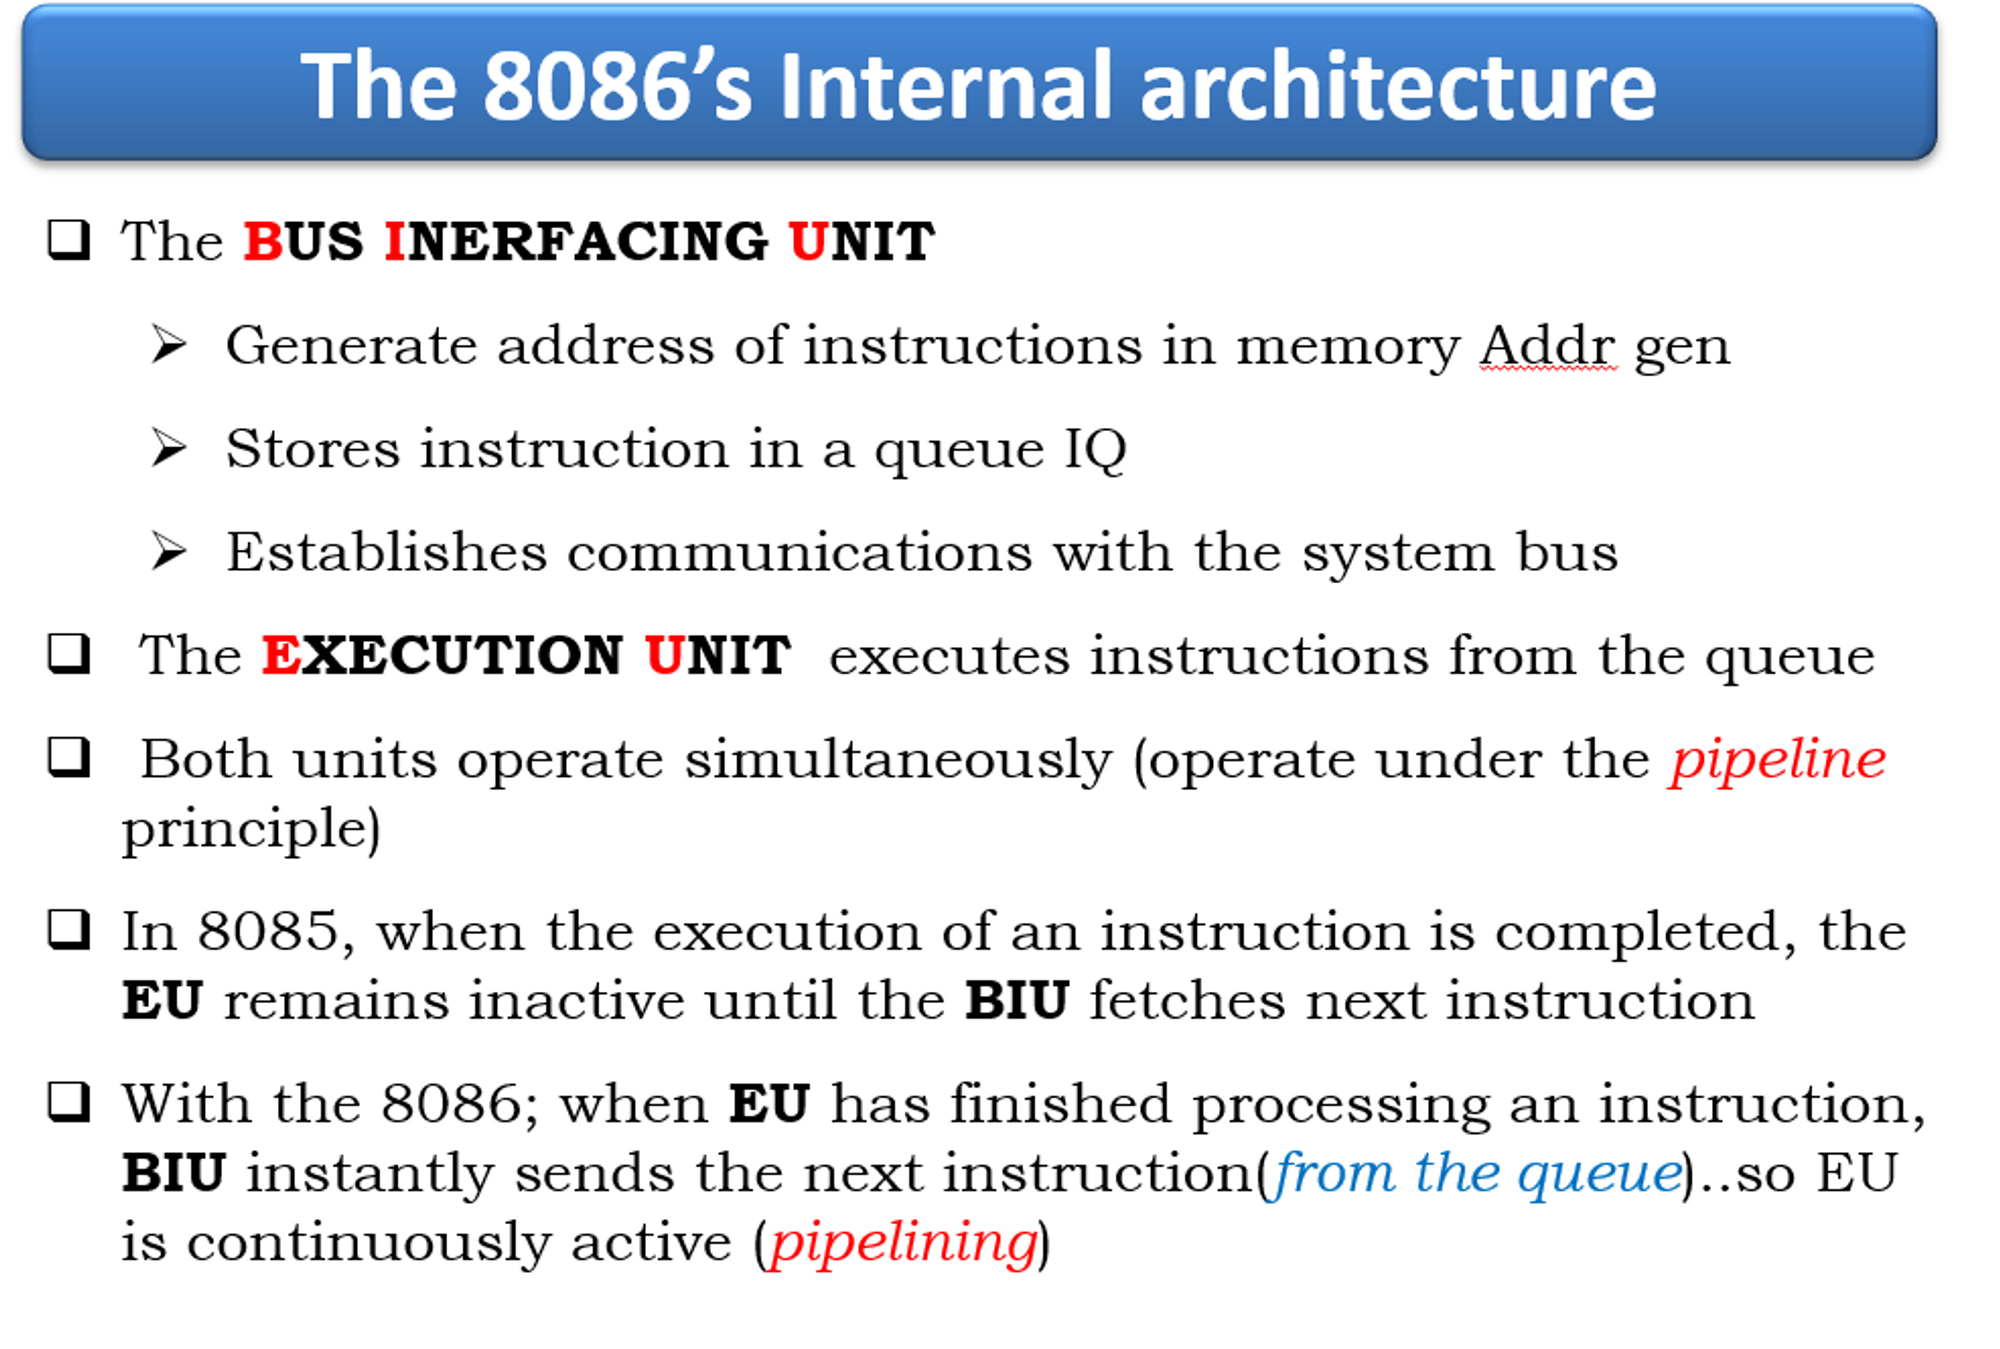 The 8086’s Internal architecture
The BUS INERFACING UNIT
Generate address of instructions in memory Addr gen
Stores instruction in a queue IQ
Establishes communications with the system bus
The EXECUTION UNIT executes instructions from the queue
Both units operate simultaneously (operate under the pipeline
principle)
In 8085, when the execution of an instruction is completed, the
EU remains inactive until the BIU fetches next instruction
With the 8086; when EU has finished processing an instruction,
BIU instantly sends the next instruction(from the queue)..so EU
is continuously active (pipelining)